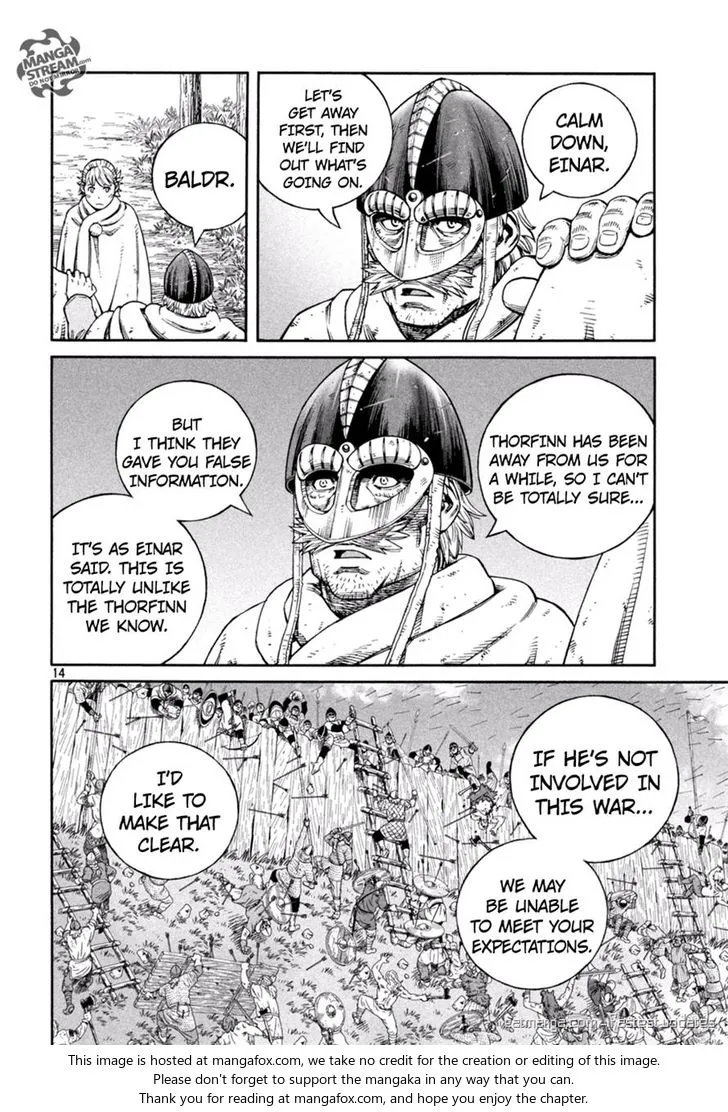 MANGA
STREAM.com
DO NOT MIRROR
CALM
DOWN,
EINAR.
LET'S
GET AWAY
FIRST, THEN
WE'LL FIND
OUT WHAT'S
GOING ON.
BALDR.
THORFINN HAS BEEN
AWAY FROM US FOR
A WHILE, SO I CAN'T
BE TOTALLY SURE...
BUT
I THINK THEY
GAVE YOU FALSE
INFORMATION.
IT'S AS EINAR
SAID. THIS IS
TOTALLY UNLIKE
THE THORFINN
WE KNOW.
14
IF HE'S NOT
INVOLVED IN
THIS WAR...
WE MAY
BE UNABLE
TO MEET YOUR
EXPECTATIONS.
I'D
LIKE TO
MAKE THAT
CLEAR.
This image is hosted at mangafox.com, we take no credit for the creation or editing of this image.
Please don't forget to support the mangaka in any way that you can.
Thank you for reading at mangafox.com, and hope you enjoy the chapter.